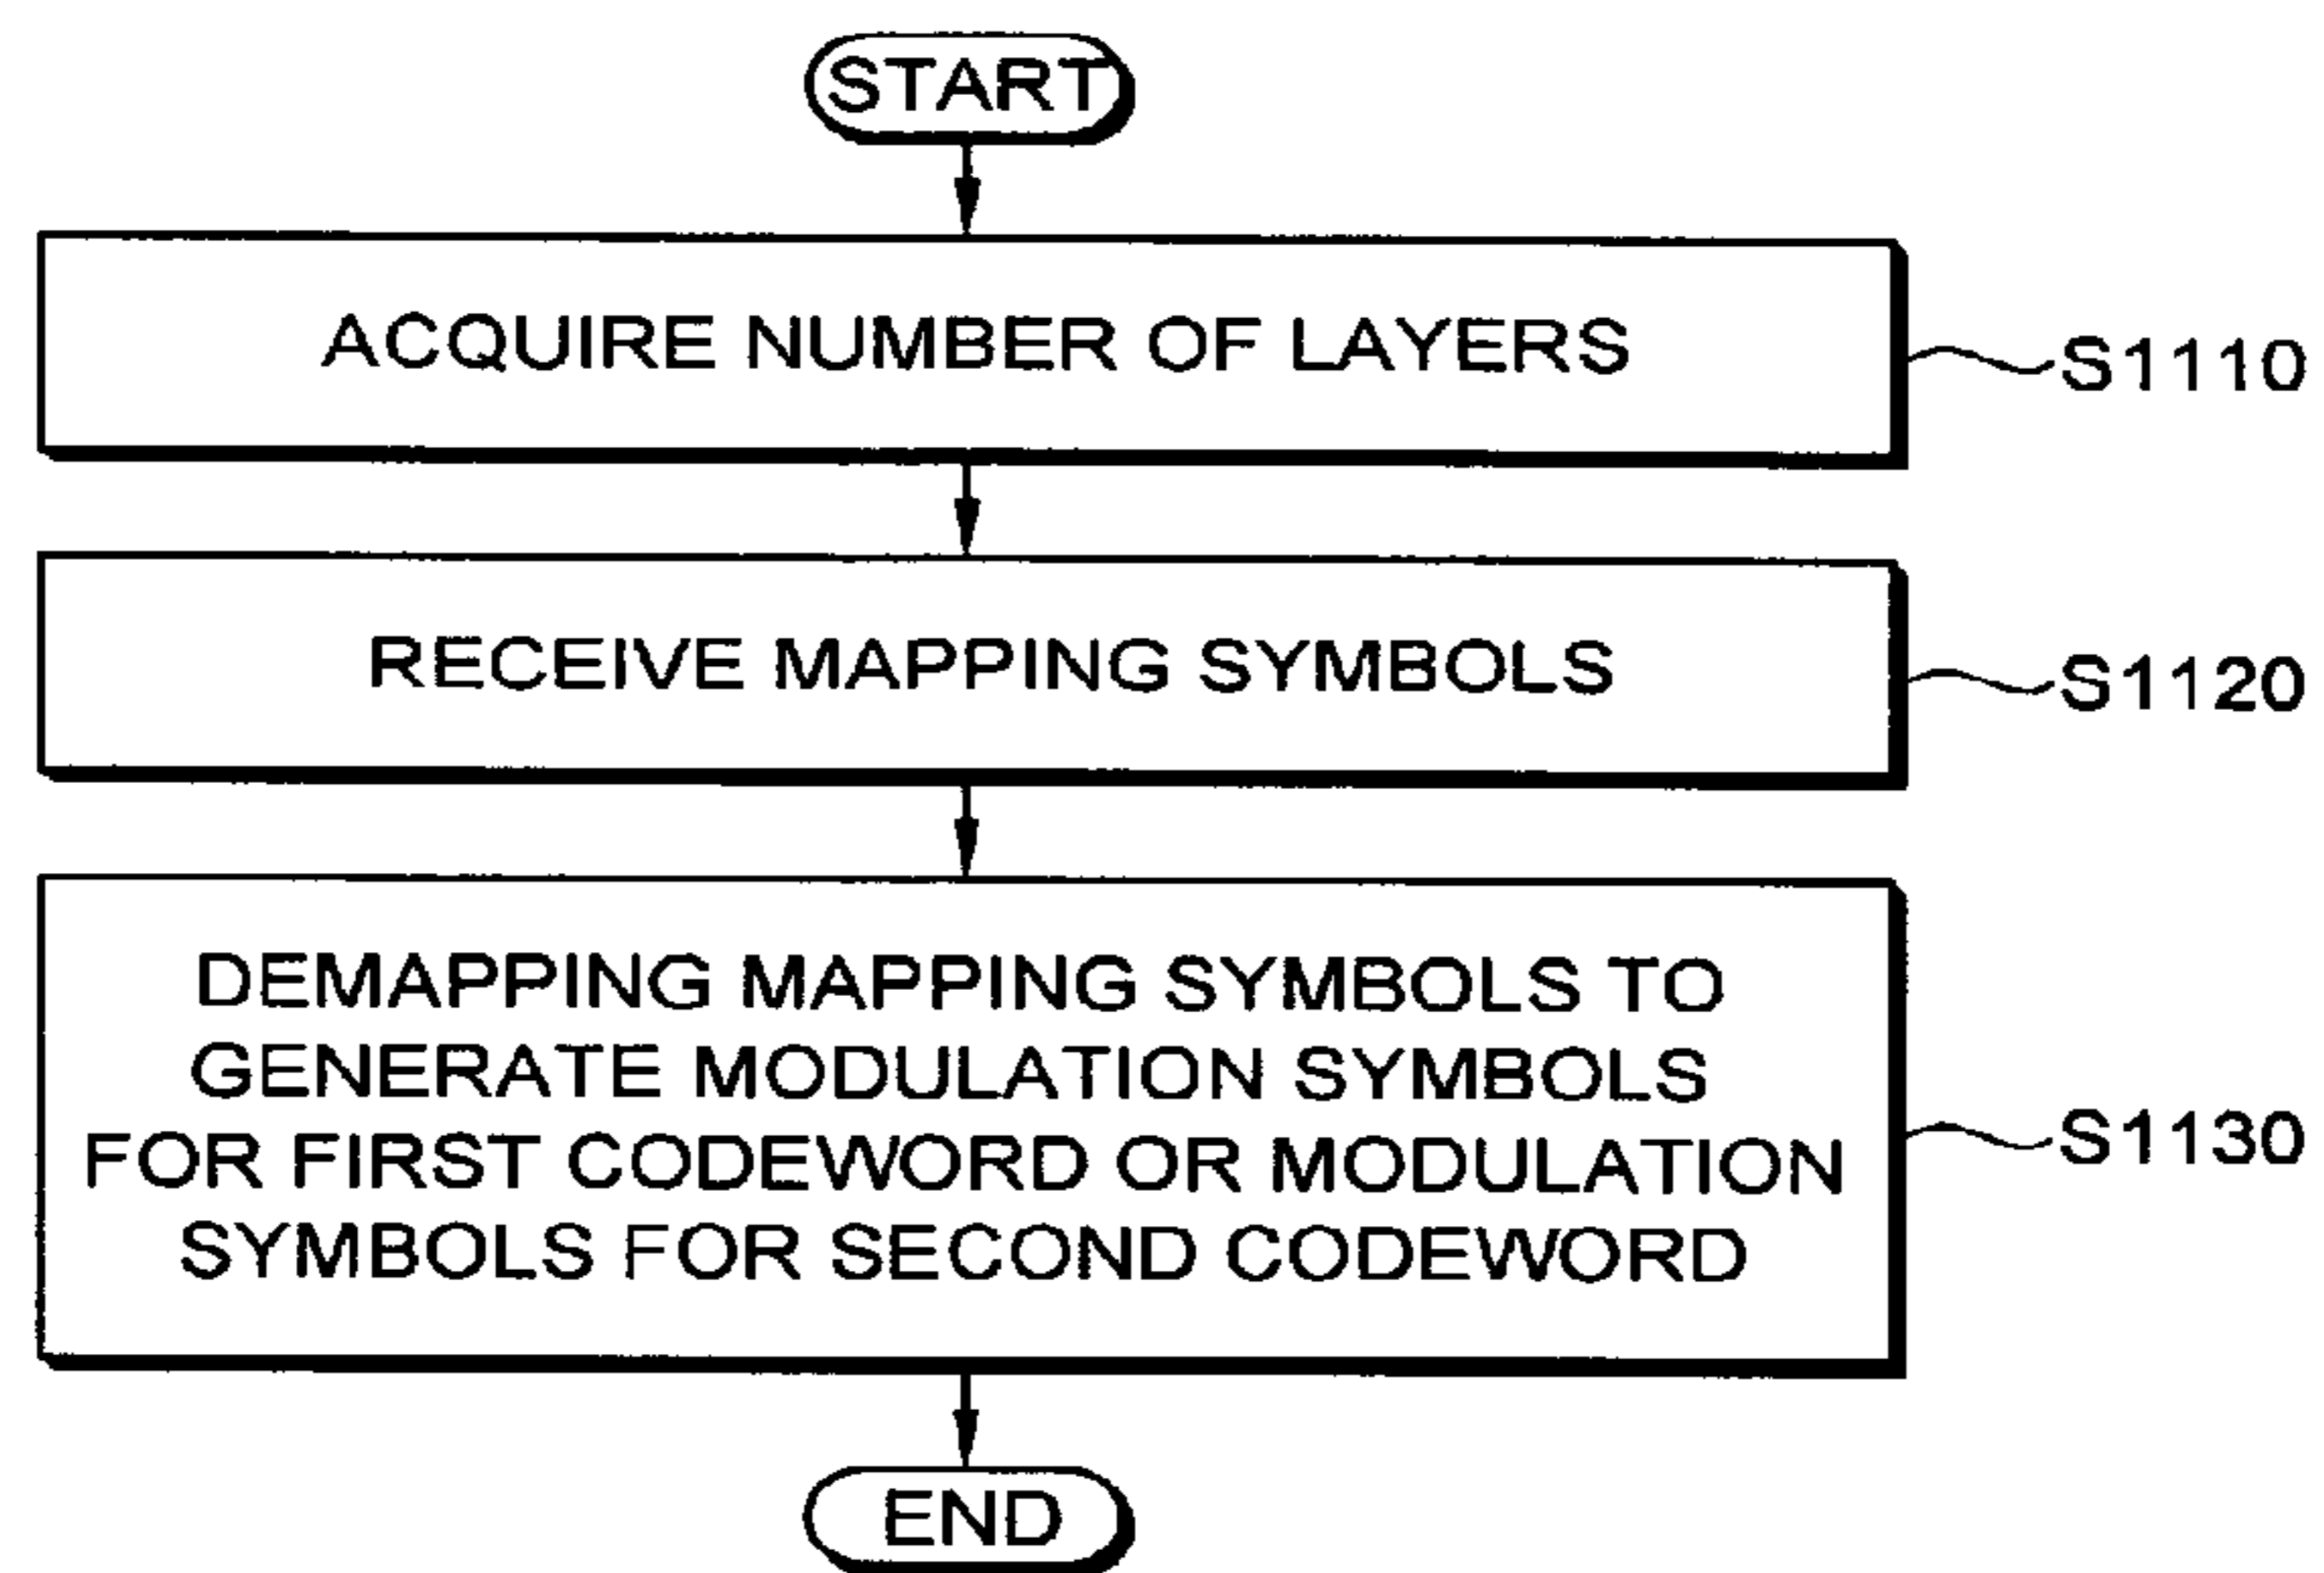 START
ACQUIRE NUMBER OF LAYERS
S1110
RECEIVE MAPPING SYMBOLS
S1120
DEMAPPING MAPPING SYMBOLS TO
GENERATE MODULATION SYMBOLS
FOR FIRST CODEWORD OR MODULATION
SYMBOLS FOR SECOND CODEWORD
S1130
END